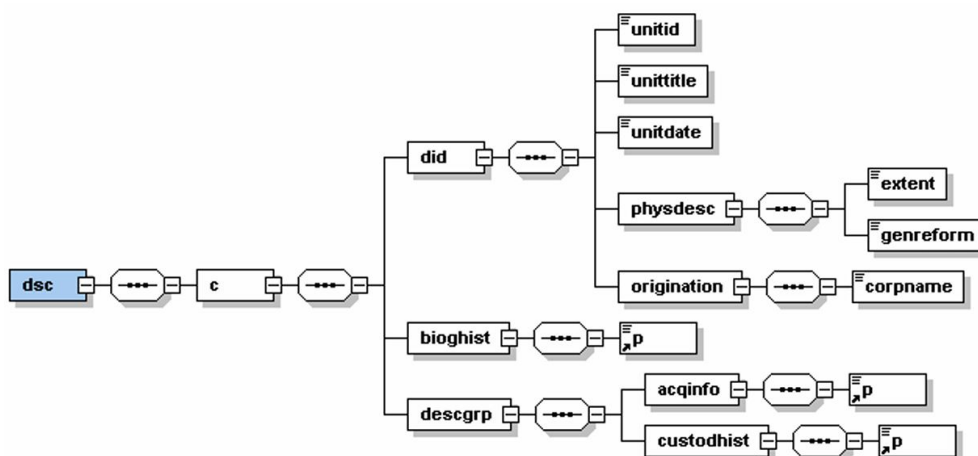 unitid
unittitle
unitdate
did
extent
physdesc
genreform
dsc
c
origination
corpname
bioghist
p
acqinfo
p
descgrp
custodhist
p